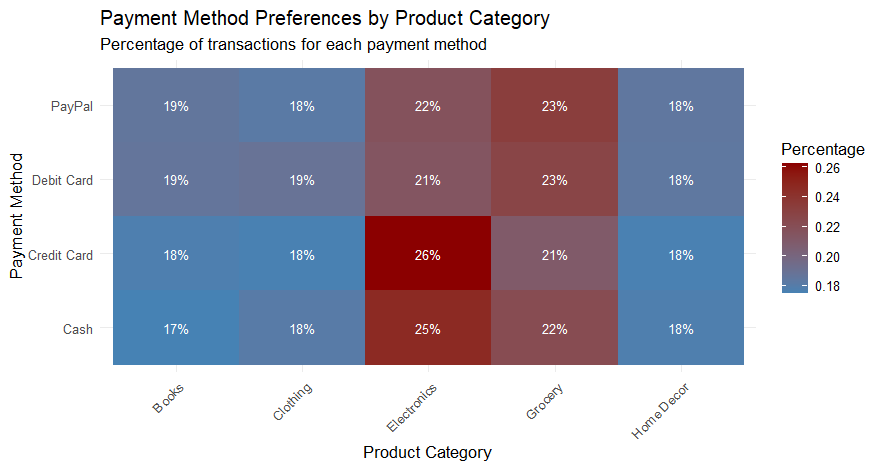 Payment Method Preferences by Product Category
Percentage of transactions for each payment method
Payment Method
PayPal 19% 18% 22% 23% 18%
Debit Card 19% 19% 21% 23% 18%
Credit Card 18% 18% 26% 21% 18%
Cash 17% 18% 25% 22% 18%
Books Clothing Electronics Grocery Home Decor
Product Category
Percentage
0.26
0.24
0.22
0.20
0.18